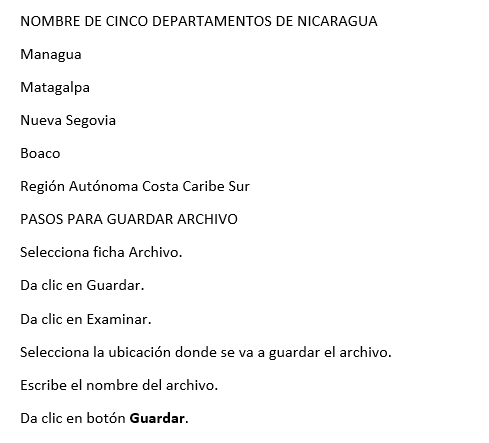 NOMBRE DE CINCO DEPARTAMENTOS DE NICARAGUA
Managua
Matagalpa
Nueva Segovia
Boaco
Región Autónoma Costa Caribe Sur
PASOS PARA GUARDAR ARCHIVO
Selecciona ficha Archivo.
Da clic en Guardar.
Da clic en Examinar.
Selecciona la ubicación donde se va a guardar el archivo.
Escribe el nombre del archivo.
Da clic en botón Guardar.